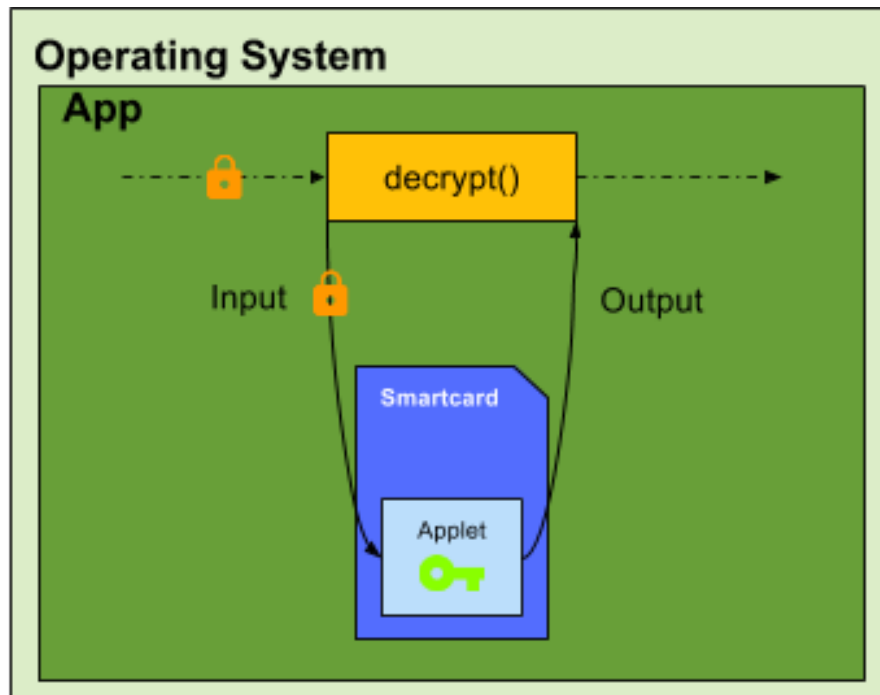 Operating System
App
decrypt()
Input
Output
Smartcard
Applet